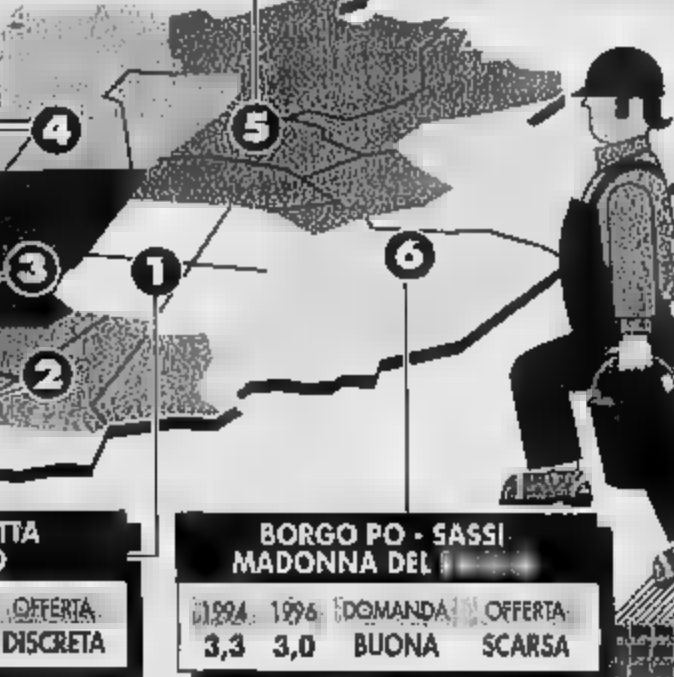 4
5
3
1
6
2
TTA
O
OFFERTA
DISCRETA
BORGO PO - SASSI
MADONNA DEL
1994 1996 DOMANDA OFFERTA
3,3 3,0 BUONA SCARSA